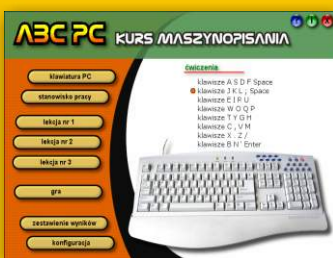 ABC PC KURS MASZYNOPISANIA
klawiatura PC
stanowisko pracy
lekcja nr 1
lekcja nr 2
lekcja nr 3
gra
zestawienie wyników
konfiguracja
ćwiczenia
klawisze A S D F Space
klawisze J K L ; Space
klawisze E I R U
klawisze W O Q P
klawisze T Y G H
klawisze C , V M
klawisze X . Z /
klawisze B N ' Enter